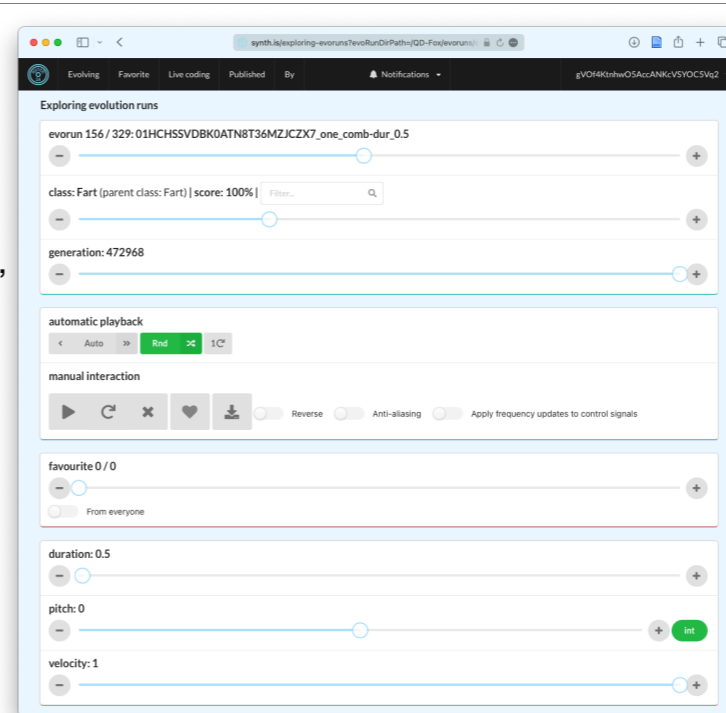 synth.is/exploring-evoruns?evoRunDirPath=/QD-Fox/evoruns/
Evolving Favorite Live coding Published By Notifications gVOf4KtnhwO5AccANKcVSYOC5Vq2
Exploring evolution runs
evorun 156 / 329: 01HCHSSVDBK0ATN8T36MZJCZX7_one_comb-dur_0.5
class: Fart (parent class: Fart) | score: 100% | Filter...
generation: 472968
,
automatic playback
Auto Rnd 1
manual interaction
Reverse Anti-aliasing Apply frequency updates to control signals
favourite 0 / 0
From everyone
duration: 0.5
pitch: 0
int
velocity: 1